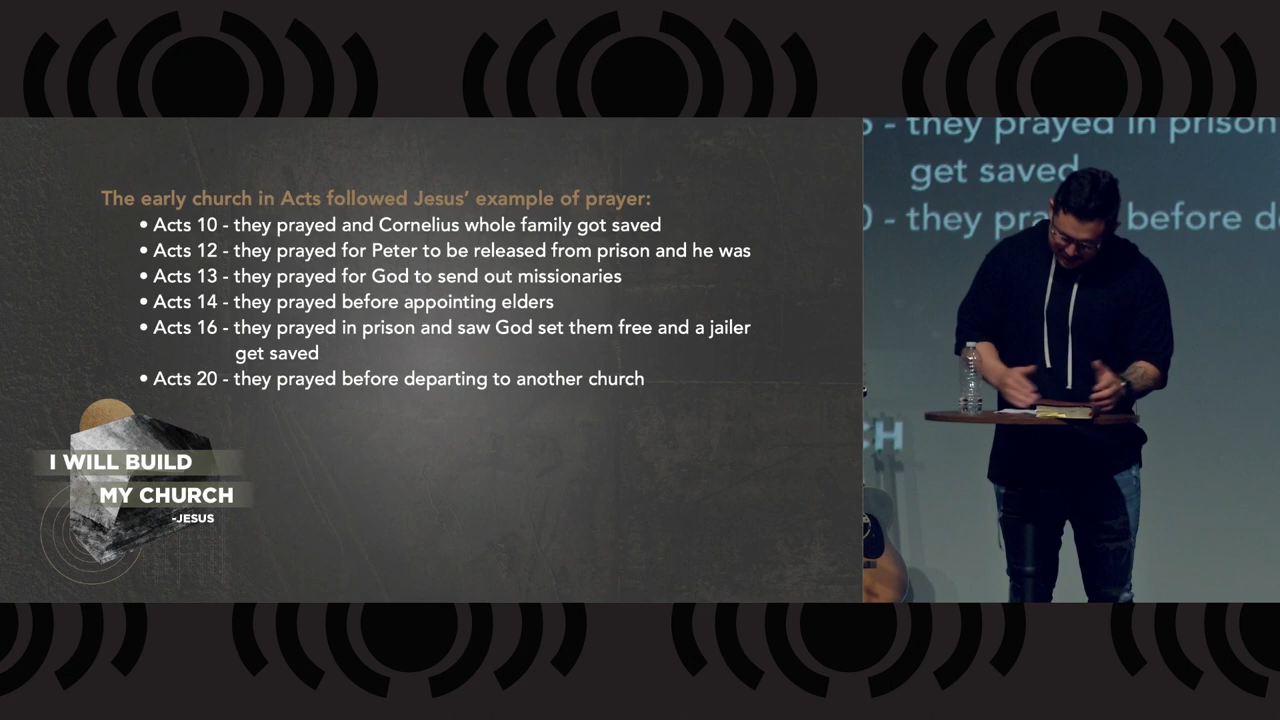 The early church in Acts followed Jesus’ example of prayer:
• Acts 10 - they prayed and Cornelius whole family got saved
• Acts 12 - they prayed for Peter to be released from prison and he was
• Acts 13 - they prayed for God to send out missionaries
• Acts 14 - they prayed before appointing elders
• Acts 16 - they prayed in prison and saw God set them free and a jailer
get saved
• Acts 20 - they prayed before departing to another church
I WILL BUILD
MY CHURCH
-JESUS
- they prayed in prison
get saved
- they before
CH